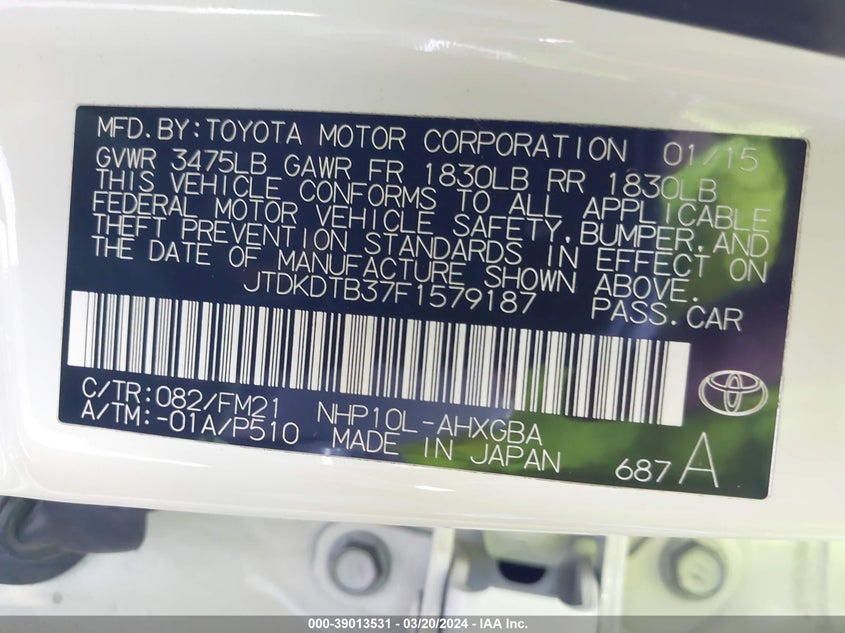 MFD.BY:TOYOTA MOTOR CORPORATION 01/15
GVWR 3475LB GAWR FR 1830LB RR 1830LB
THIS VEHICLE CONFORMS TO ALL APPLICABLE
FEDERAL MOTOR VEHICLE SAFETY,BUMPER,AND
THEFT PREVENTION STANDARDS IN EFFECT ON
THE DATE OF MANUFACTURE SHOWN ABOVE.
JTDKDTB37F1579187 PASS.CAR
C/TR:082/FM21 NHP10L-AHXGBA
A/TM:-01A/P510 MADE IN JAPAN 687A
000-39013531 - 03/20/2024 - IAA Inc.